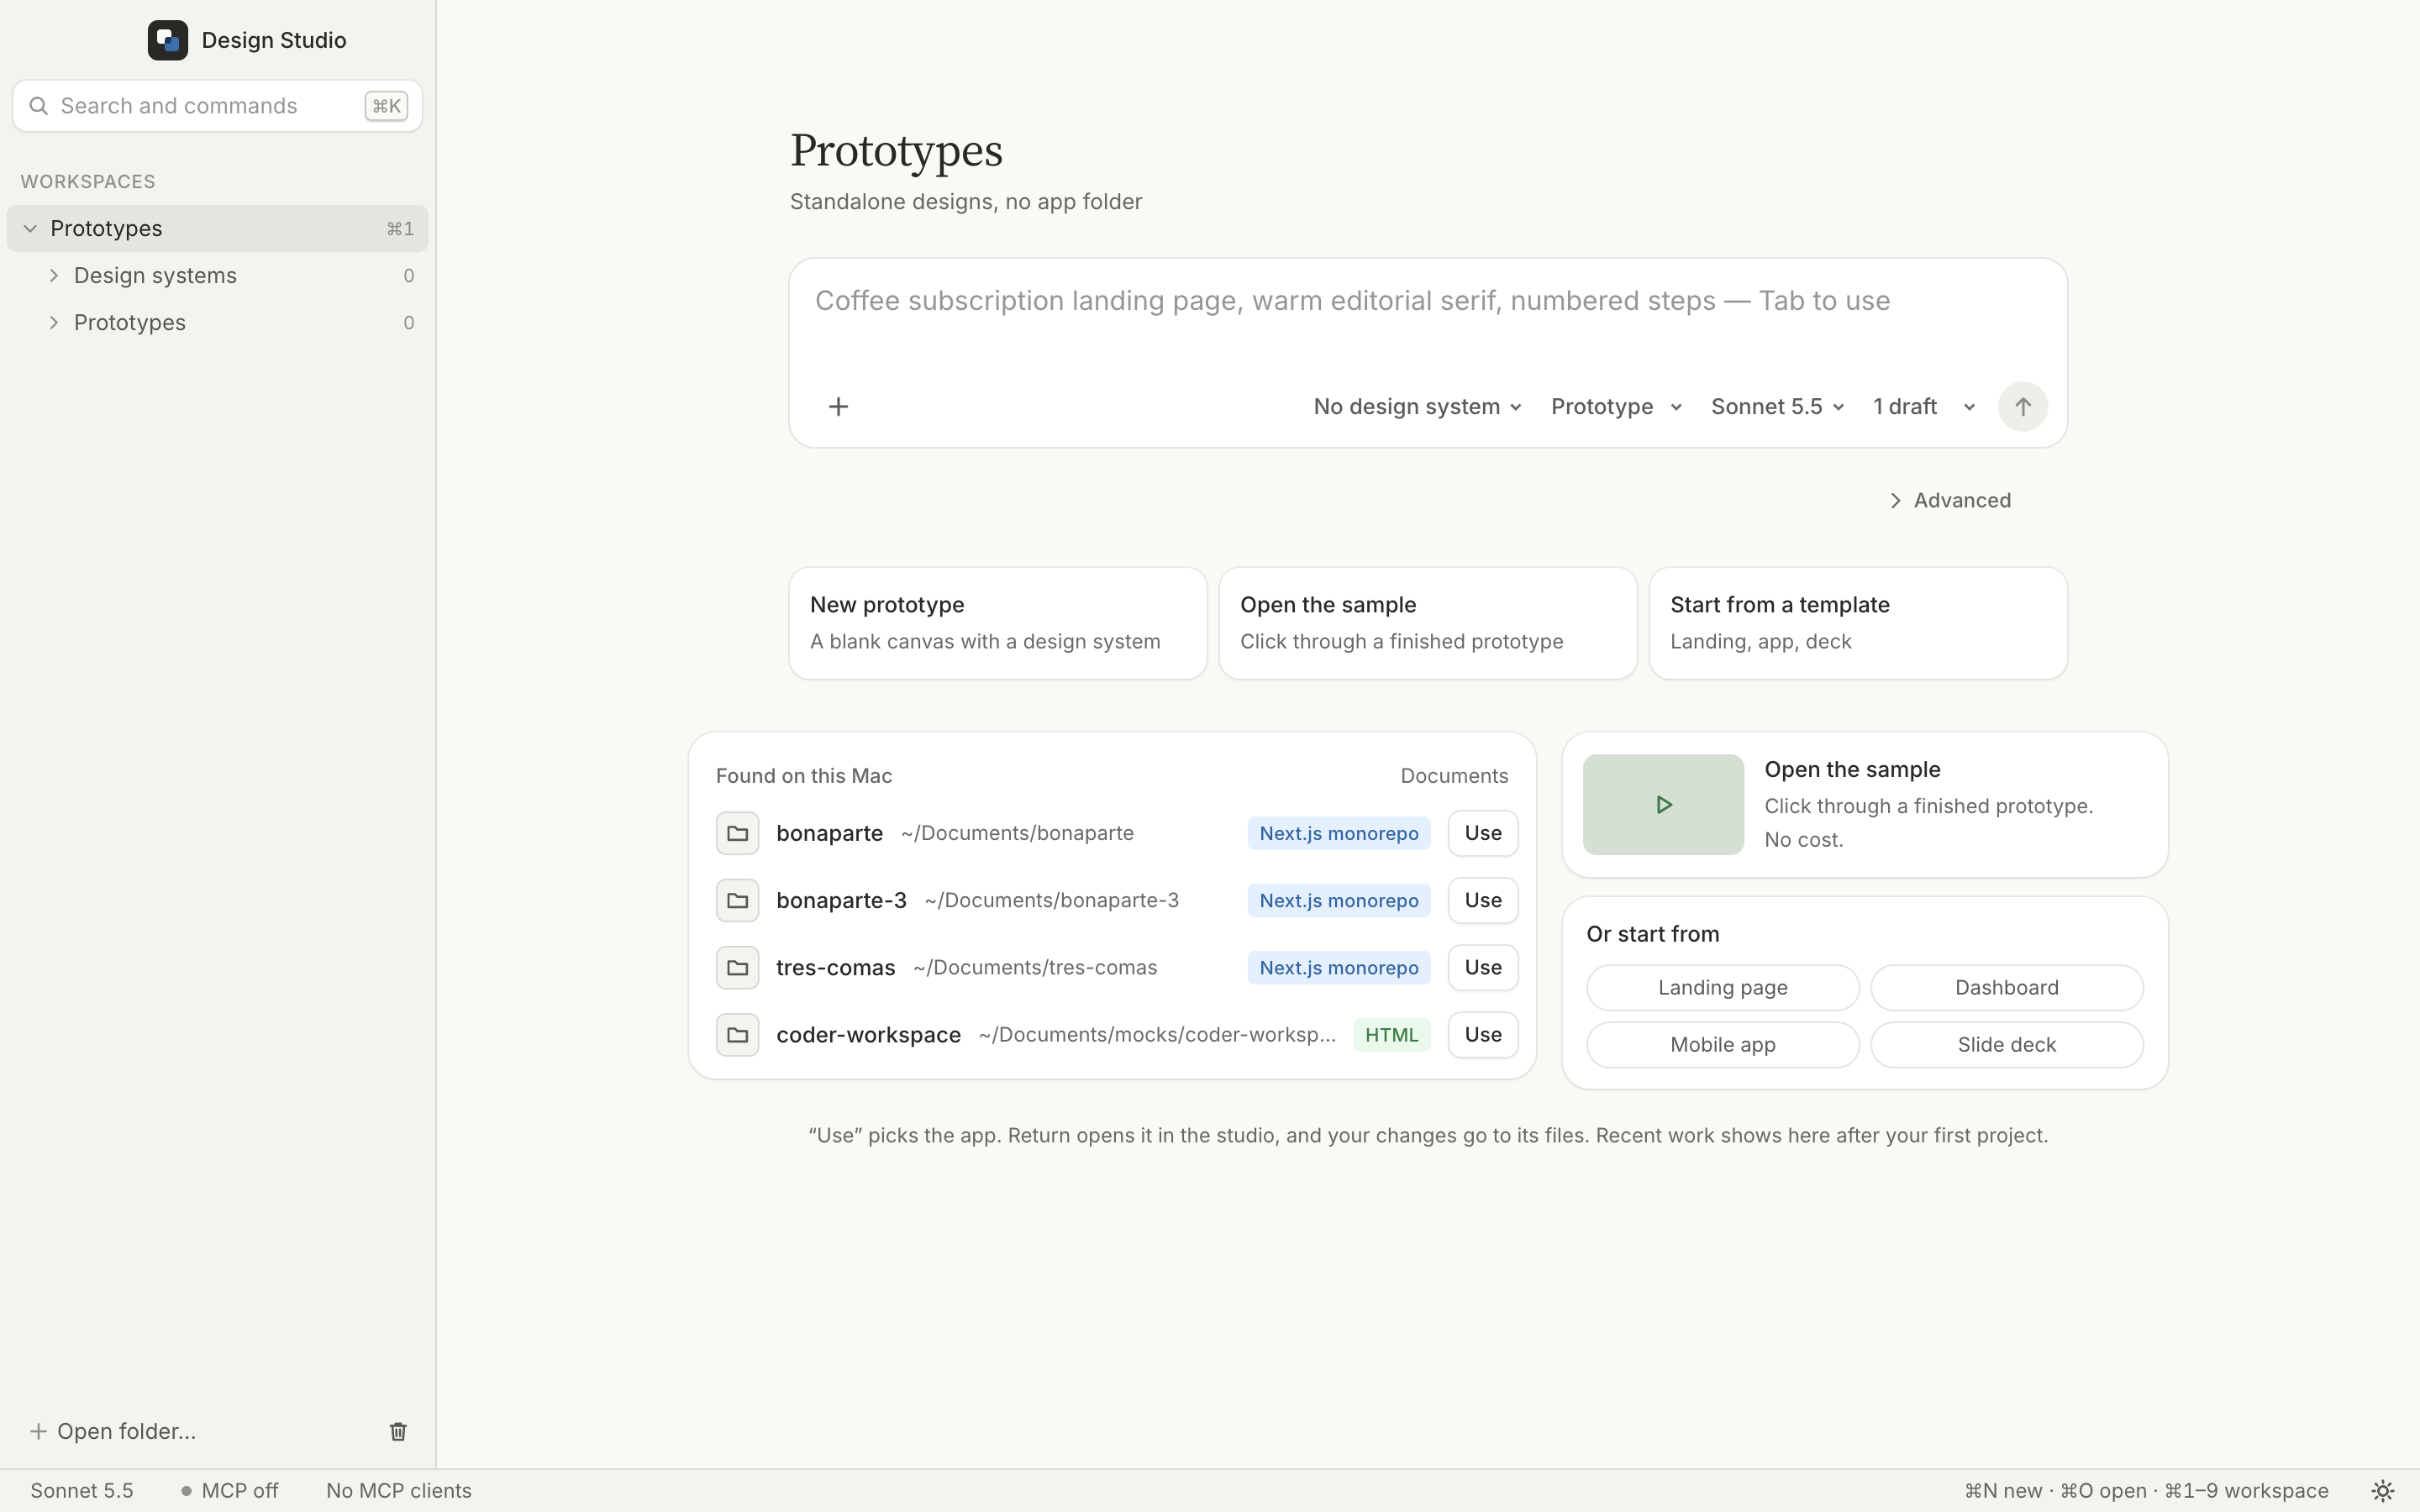 Design Studio
Search and commands ⌘K
WORKSPACES
Prototypes ⌘1
Design systems 0
Prototypes 0
Open folder...
Prototypes
Standalone designs, no app folder
Coffee subscription landing page, warm editorial serif, numbered steps — Tab to use
No design system Prototype Sonnet 5.5 1 draft
Advanced
New prototype
A blank canvas with a design system
Open the sample
Click through a finished prototype
Start from a template
Landing, app, deck
Found on this Mac Documents
bonaparte ~/Documents/bonaparte Next.js monorepo Use
bonaparte-3 ~/Documents/bonaparte-3 Next.js monorepo Use
tres-comas ~/Documents/tres-comas Next.js monorepo Use
coder-workspace ~/Documents/mocks/coder-worksp... HTML Use
Open the sample
Click through a finished prototype.
No cost.
Or start from
Landing page Dashboard
Mobile app Slide deck
“Use” picks the app. Return opens it in the studio, and your changes go to its files. Recent work shows here after your first project.
Sonnet 5.5 MCP off No MCP clients ⌘N new · ⌘O open · ⌘1–9 workspace